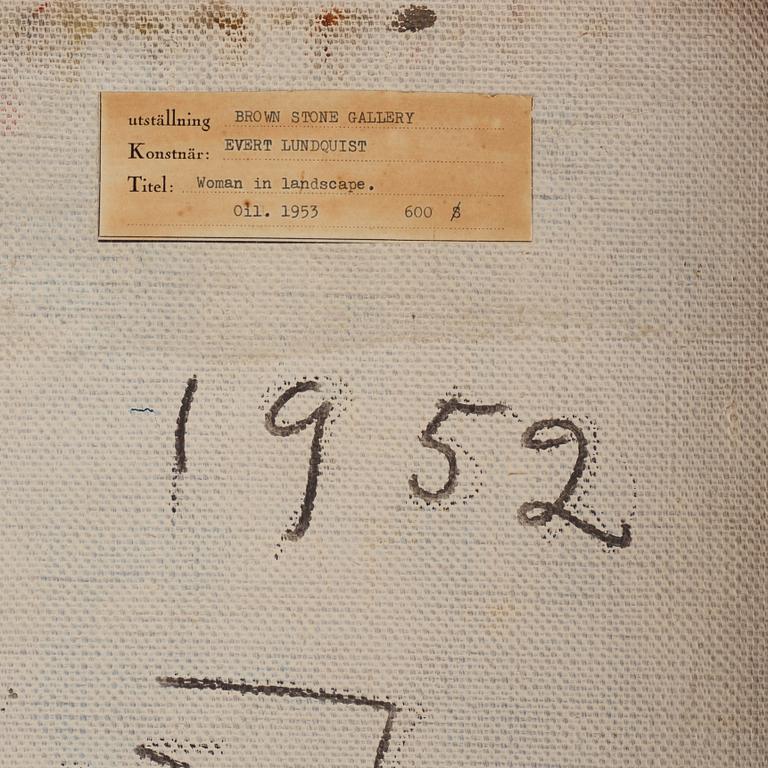 utställning BROWN STONE GALLERY
Konstnär: EVERT LUNDQUIST
Titel: Woman in landscape.
Oil. 1953 600 $
1952